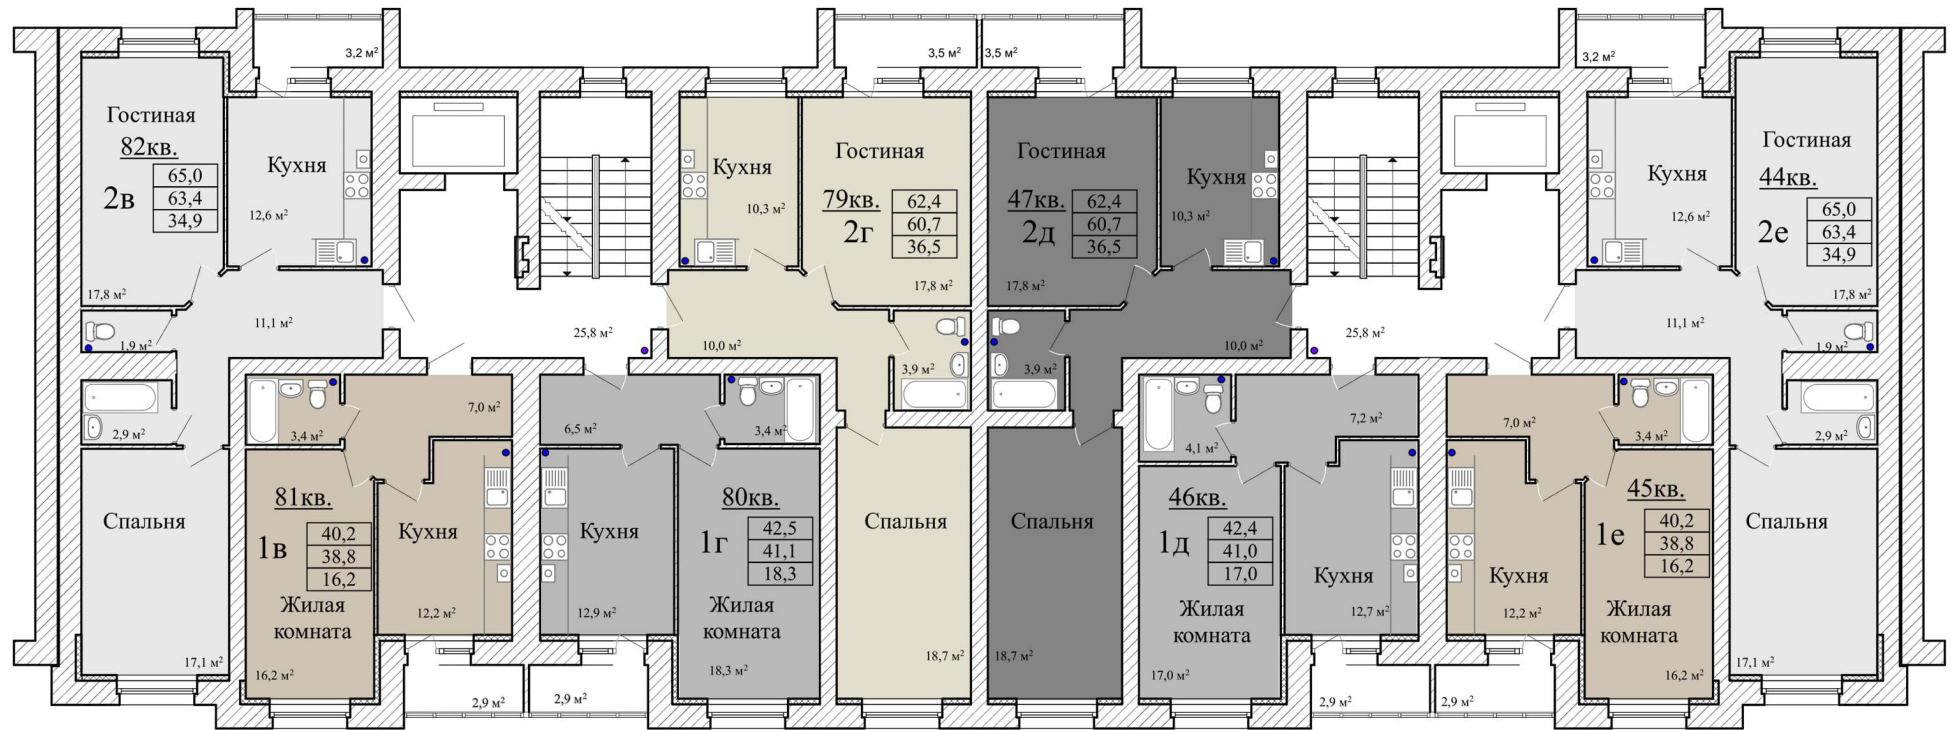 3,2 м²
3,5 м²
3,5 м²
3,2 м²
Гостиная
82кв.
2в
65,0
63,4
34,9
17,8 м²
Кухня
12,6 м²
Кухня
10,3 м²
Гостиная
79кв.
2г
62,4
60,7
36,5
17,8 м²
Гостиная
47кв.
2д
62,4
60,7
36,5
17,8 м²
Кухня
10,3 м²
Кухня
12,6 м²
Гостиная
44кв.
2е
65,0
63,4
34,9
17,8 м²
1,9 м²
11,1 м²
25,8 м²
10,0 м²
3,9 м²
3,9 м²
10,0 м²
25,8 м²
11,1 м²
1,9 м²
2,9 м²
3,4 м²
7,0 м²
6,5 м²
3,4 м²
4,1 м²
7,2 м²
7,0 м²
3,4 м²
2,9 м²
Спальня
17,1 м²
81кв.
1в
40,2
38,8
16,2
Жилая
комната
16,2 м²
Кухня
12,2 м²
Кухня
12,9 м²
80кв.
1г
42,5
41,1
18,3
Жилая
комната
18,3 м²
Спальня
18,7 м²
Спальня
18,7 м²
46кв.
1д
42,4
41,0
17,0
Жилая
комната
17,0 м²
Кухня
12,7 м²
Кухня
12,2 м²
45кв.
1е
40,2
38,8
16,2
Жилая
комната
16,2 м²
Спальня
17,1 м²
2,9 м²
2,9 м²
2,9 м²
2,9 м²